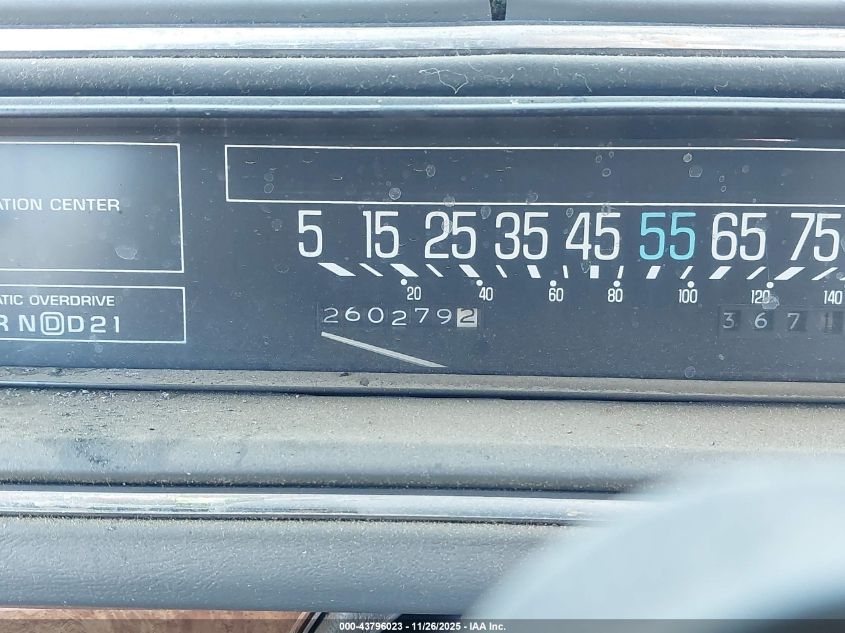 ATION CENTER
5 15 25 35 45 55 65 75
20 40 60 80 100 120 140
ATIC OVERDRIVE
R N D D 2 1
2602792
3671
000-43796023 - 11/26/2025 - IAA Inc.